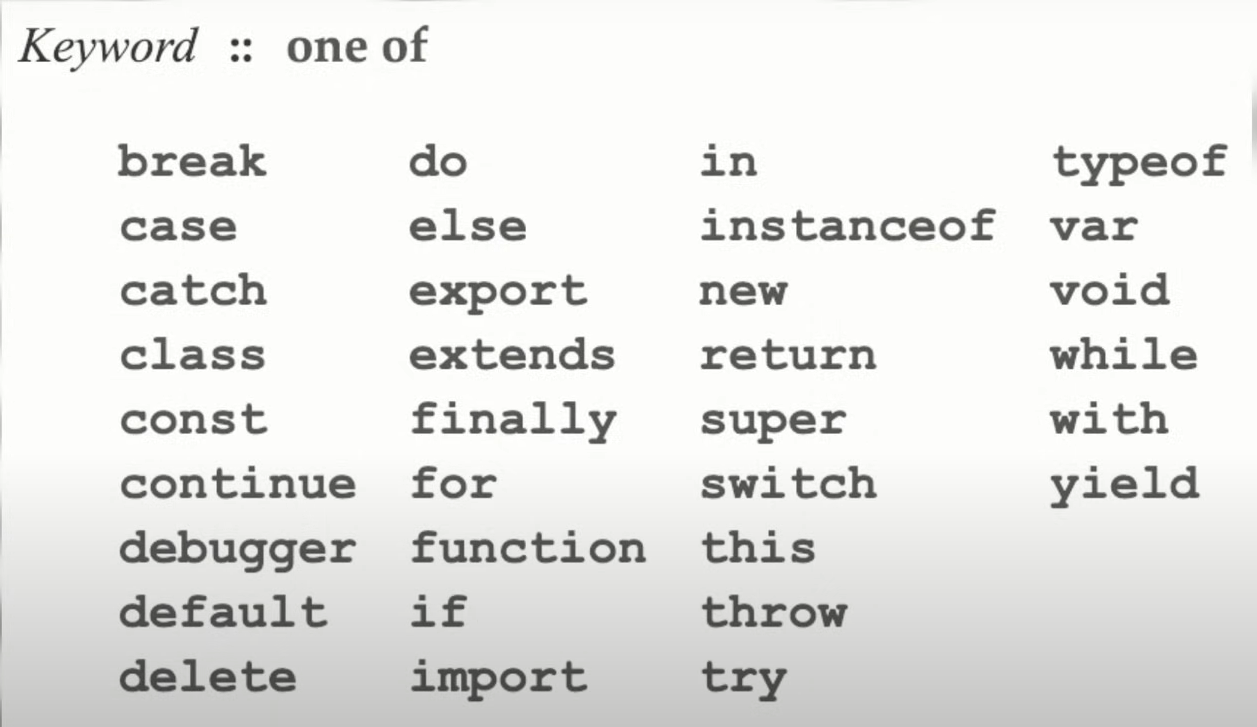 Keyword :: one of
break do in typeof
case else instanceof var
catch export new void
class extends return while
const finally super with
continue for switch yield
debugger function this
default if throw
delete import try